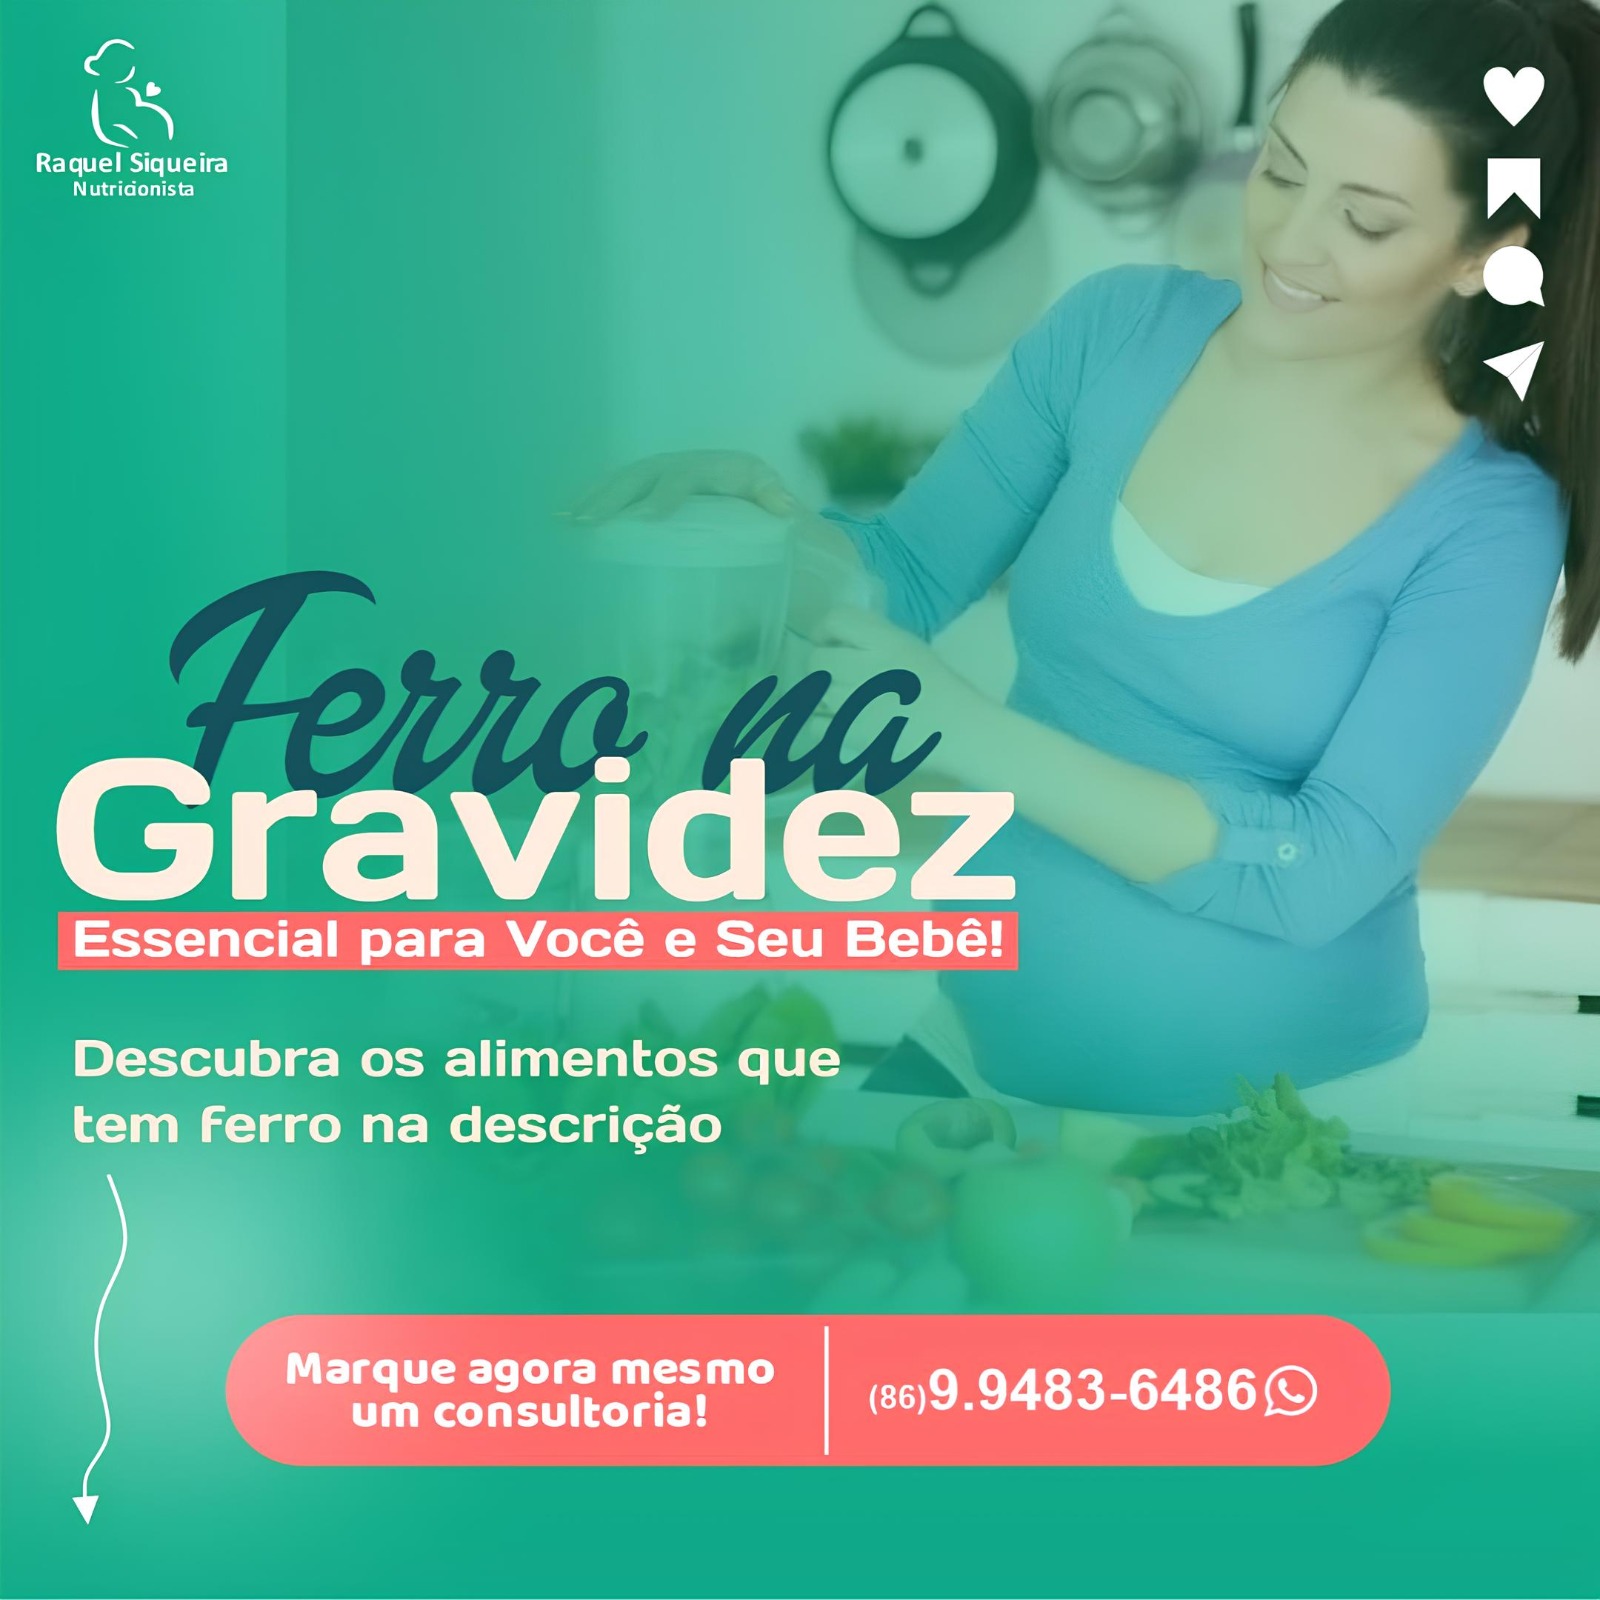 Raquel Siqueira
Nutricionista
Ferro na
Gravidez
Essencial para Você e Seu Bebê!
Descubra os alimentos que
tem ferro na descrição
Marque agora mesmo
um consultoria!
(86)9.9483-6486